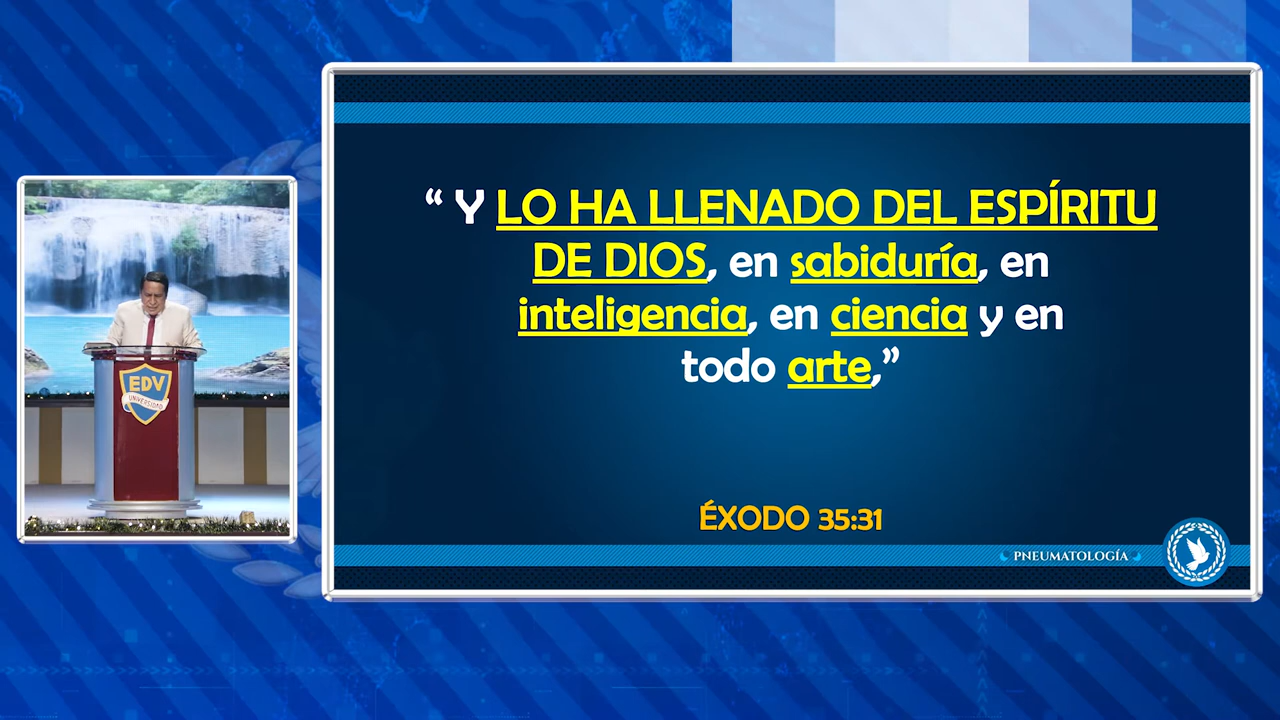 “ Y LO HA LLENADO DEL ESPÍRITU
DE DIOS, en sabiduría, en
inteligencia, en ciencia y en
todo arte,”
ÉXODO 35:31
PNEUMATOLOGÍA
EDV
UNIVERSIDAD